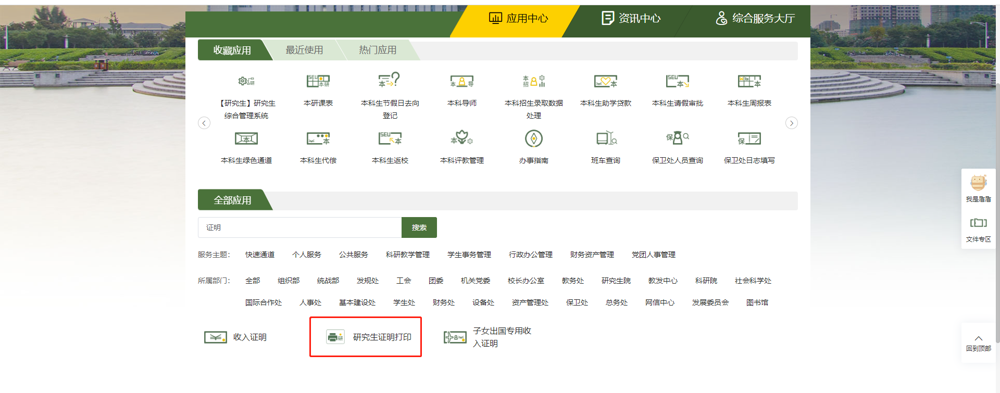 应用中心
资讯中心
综合服务大厅
收藏应用
最近使用
热门应用
【研究生】研究生
综合管理系统
本研课表
本科生节假日去向
登记
本科导师
本科招生录取数据
处理
本科生助学贷款
本科生请假审批
本科生周报表
本科生绿色通道
本科生代偿
本科生返校
本科评教管理
办事指南
班车查询
保卫处人员查询
保卫处日志填写
全部应用
证明
搜索
服务主题: 快速通道 个人服务 公共服务 科研教学管理 学生事务管理 行政办公管理 财务资产管理 党团人事管理
所属部门: 全部 组织部 统战部 发规处 工会 团委 机关党委 校长办公室 教务处 研究生院 教发中心 科研院 社会科学处
国际合作处 人事处 基本建设处 学生处 财务处 设备处 资产管理处 保卫处 总务处 网信中心 发展委员会 图书馆
收入证明
研究生证明打印
子女出国专用收
入证明
我是盾盾
文件专区
回到顶部